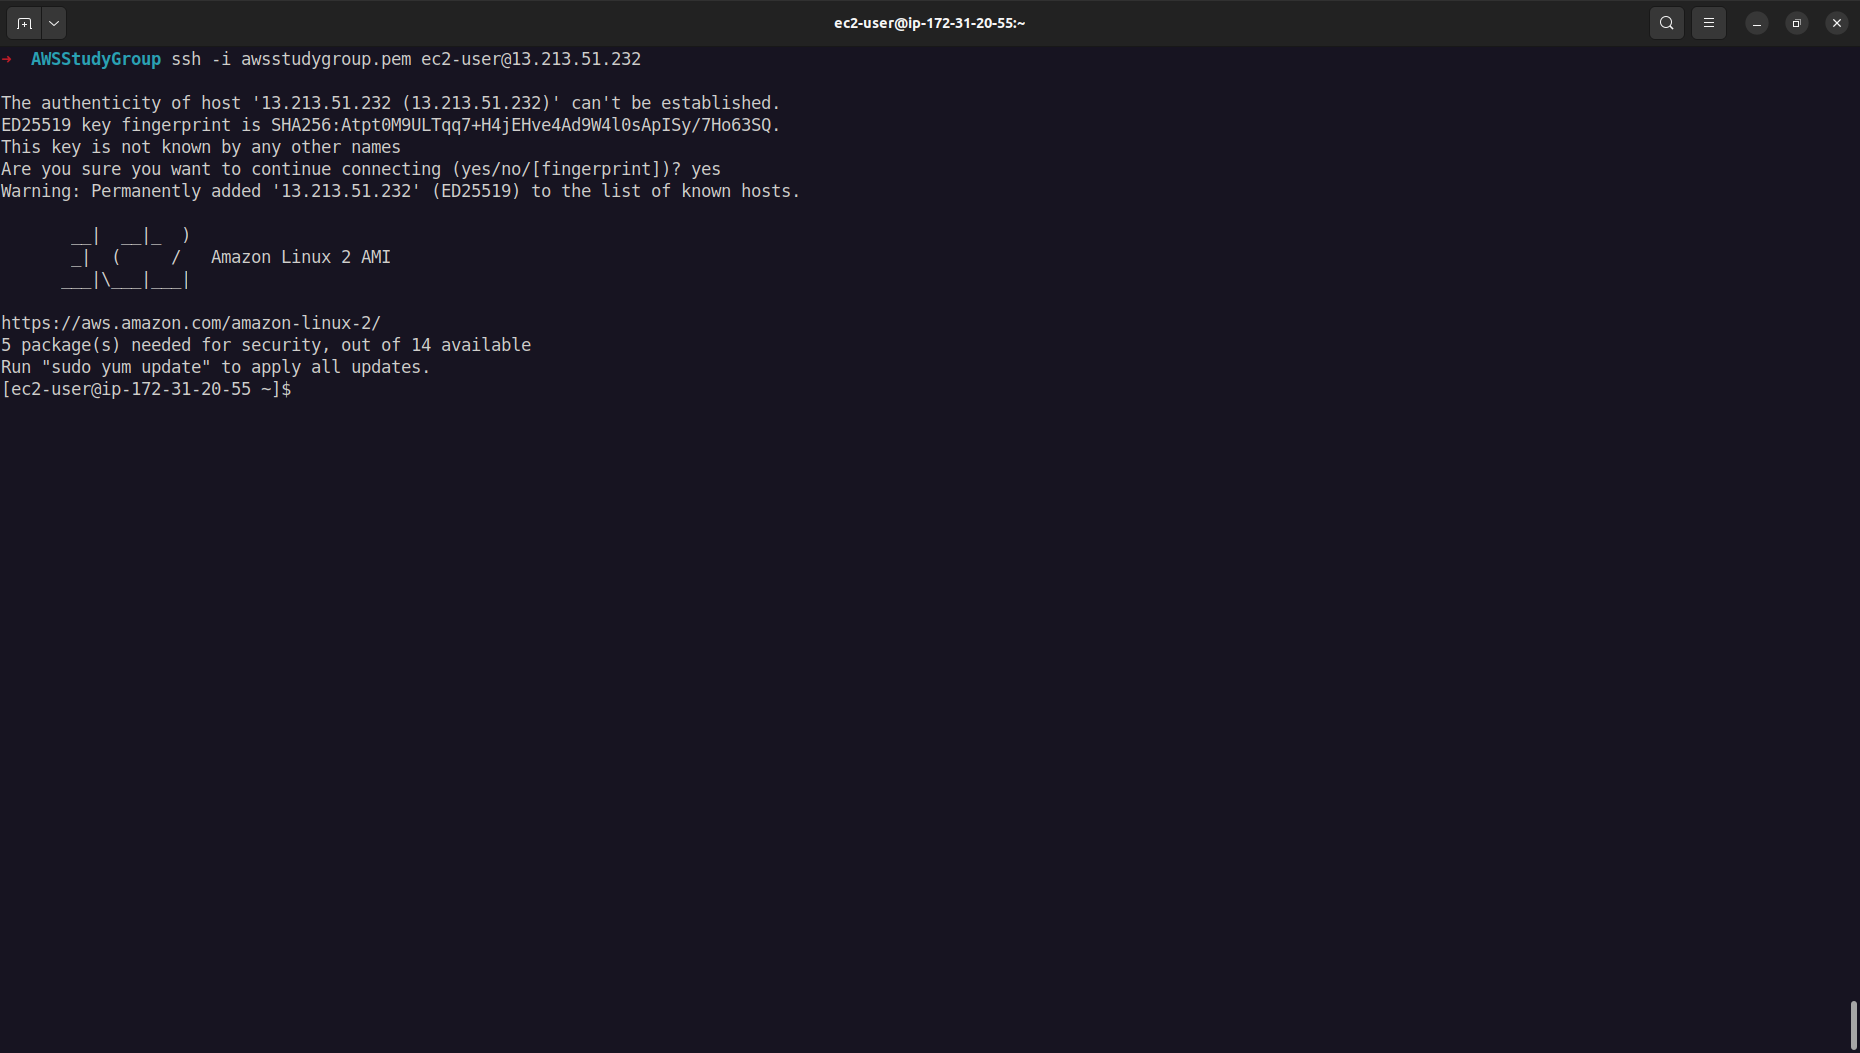 ec2-user@ip-172-31-20-55:~
→  AWSStudyGroup ssh -i awsstudygroup.pem ec2-user@13.213.51.232
The authenticity of host '13.213.51.232 (13.213.51.232)' can't be established.
ED25519 key fingerprint is SHA256:Atpt0M9ULTqq7+H4jEHve4Ad9W4l0sApISy/7Ho63SQ.
This key is not known by any other names
Are you sure you want to continue connecting (yes/no/[fingerprint])? yes
Warning: Permanently added '13.213.51.232' (ED25519) to the list of known hosts.
       __|  __|_  )
       _|  (     /   Amazon Linux 2 AMI
      ___|\___|___|
https://aws.amazon.com/amazon-linux-2/
5 package(s) needed for security, out of 14 available
Run "sudo yum update" to apply all updates.
[ec2-user@ip-172-31-20-55 ~]$